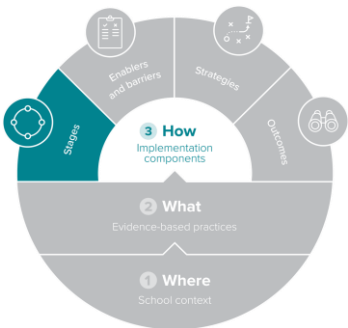 Stages
Enablers
and barriers
Strategies
Outcomes
3 How
Implementation
components
2 What
Evidence-based practices
1 Where
School context